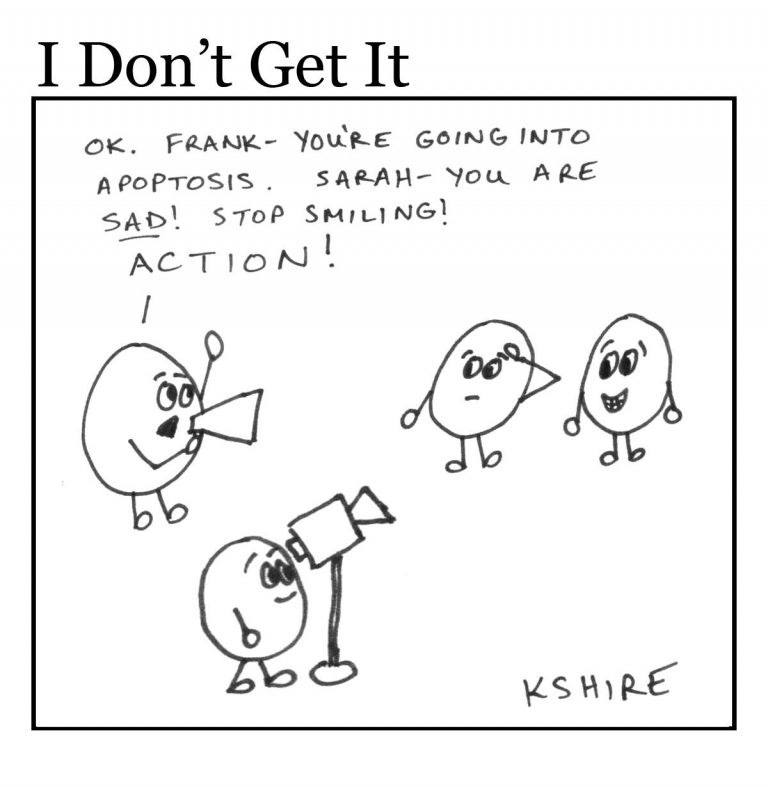 I Don’t Get It
OK. FRANK- YOU'RE GOING INTO
APOPTOSIS. SARAH- YOU ARE
SAD! STOP SMILING!
ACTION!
KSHIRE